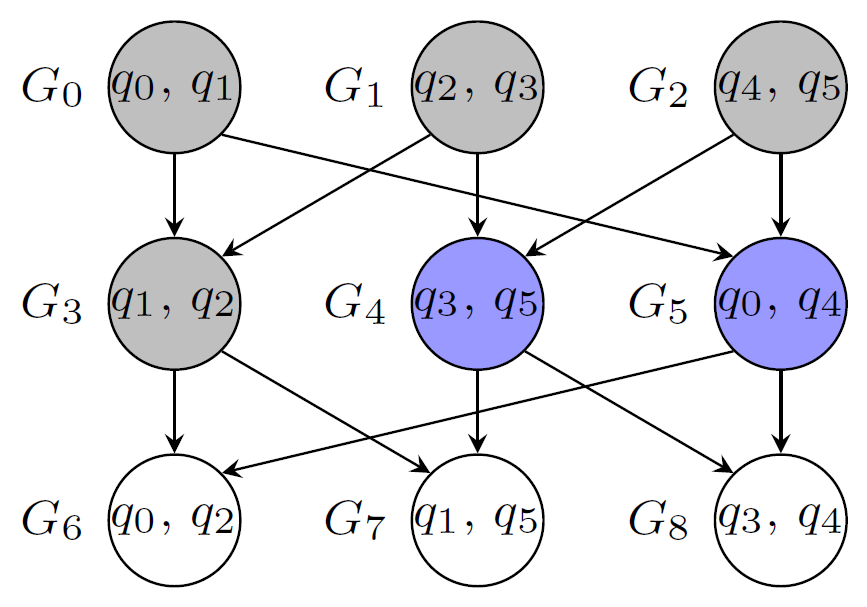 G₀ q₀, q₁ G₁ q₂, q₃ G₂ q₄, q₅
G₃ q₁, q₂ G₄ q₃, q₅ G₅ q₀, q₄
G₆ q₀, q₂ G₇ q₁, q₅ G₈ q₃, q₄